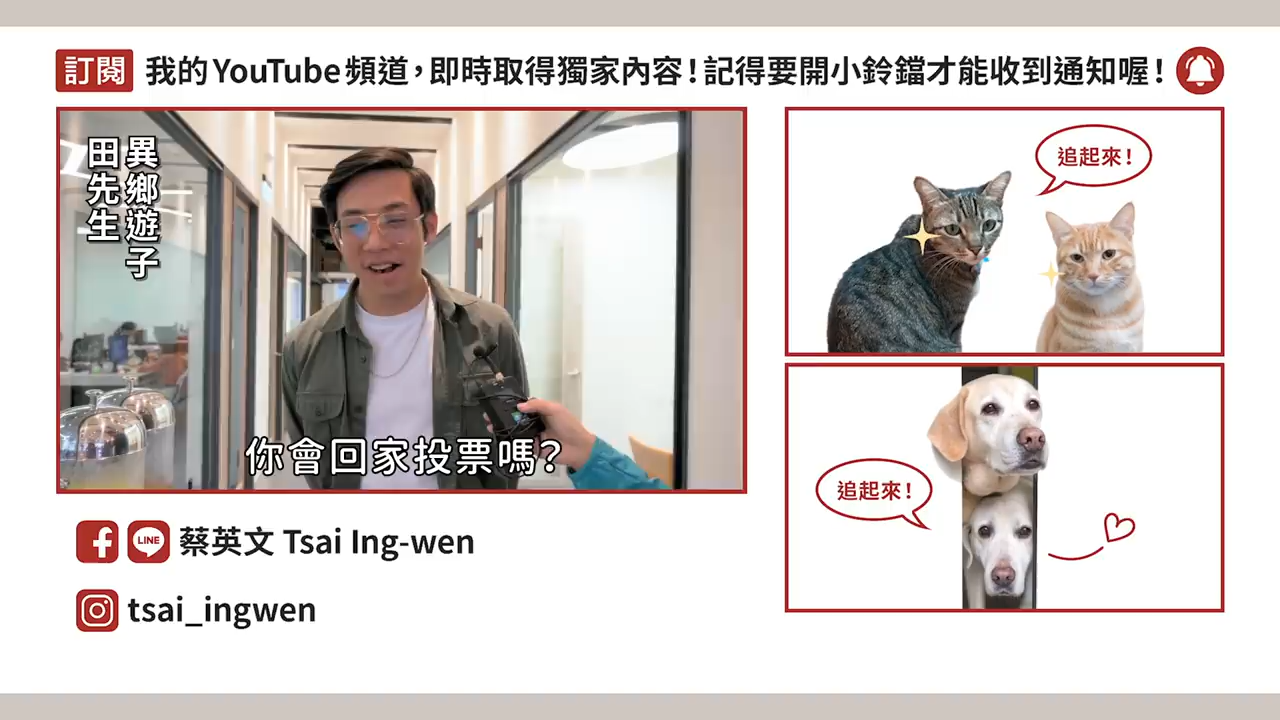 訂閱 我的YouTube頻道，即時取得獨家內容！記得要開小鈴鐺才能收到通知喔！
異鄉遊子
田先生
你會回家投票嗎？
追起來！
追起來！
LINE 蔡英文 Tsai Ing-wen
tsai_ingwen